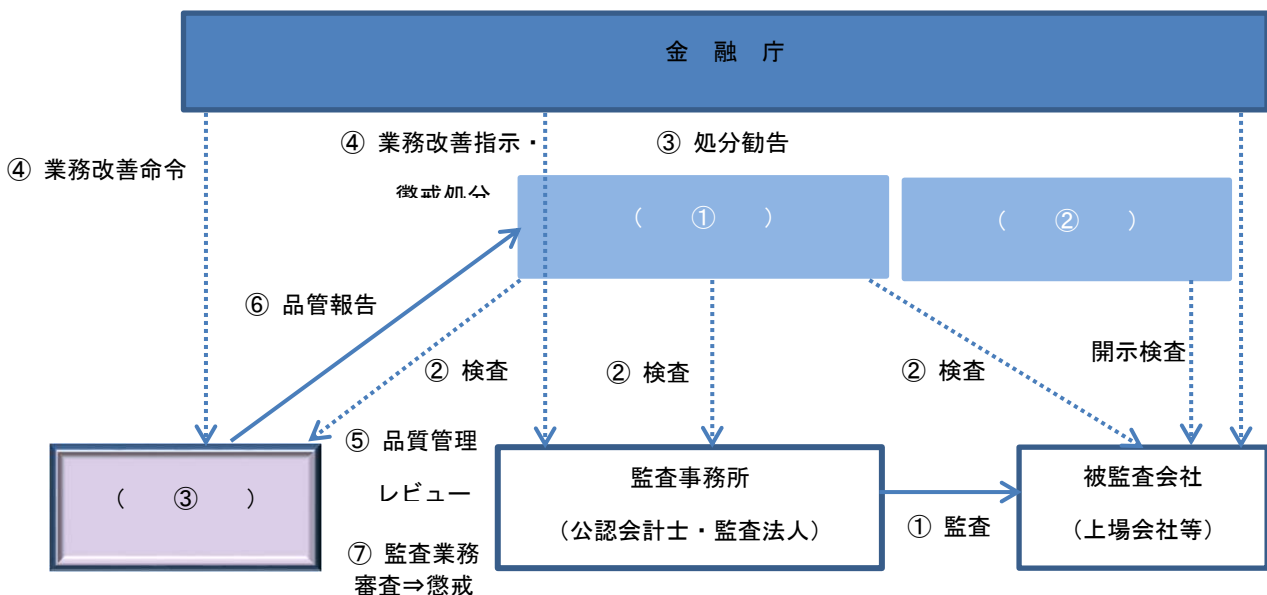 金 融 庁
④ 業務改善命令
④ 業務改善指示・
懲戒処分
③ 処分勧告
（ ① ）
（ ② ）
⑥ 品管報告
② 検査
② 検査
② 検査
開示検査
（ ③ ）
⑤ 品質管理
レビュー
⑦ 監査業務
審査⇒懲戒
監査事務所
（公認会計士・監査法人）
① 監査
被監査会社
（上場会社等）